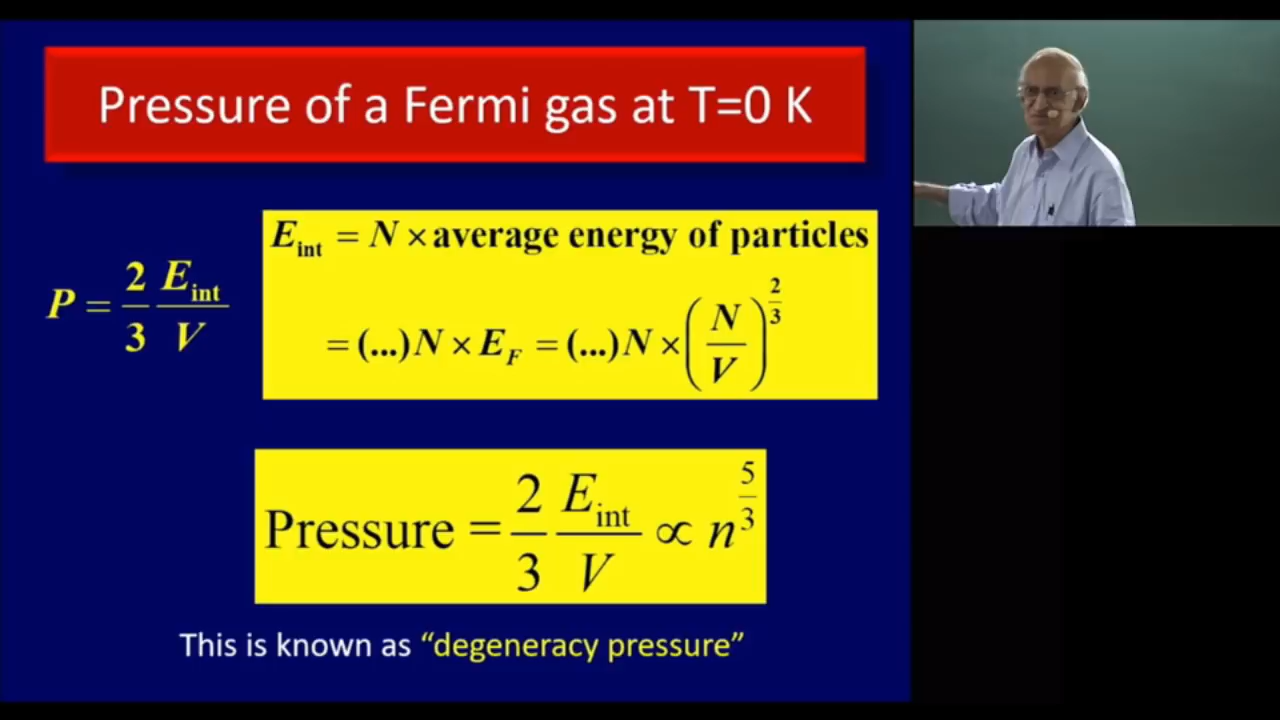 Pressure of a Fermi gas at T=0 K
P = 2/3 E_int/V
E_int = N × average energy of particles
= (...) N × E_F = (...) N × (N/V)^(2/3)
Pressure = 2/3 E_int/V ∝ n^(5/3)
This is known as “degeneracy pressure”